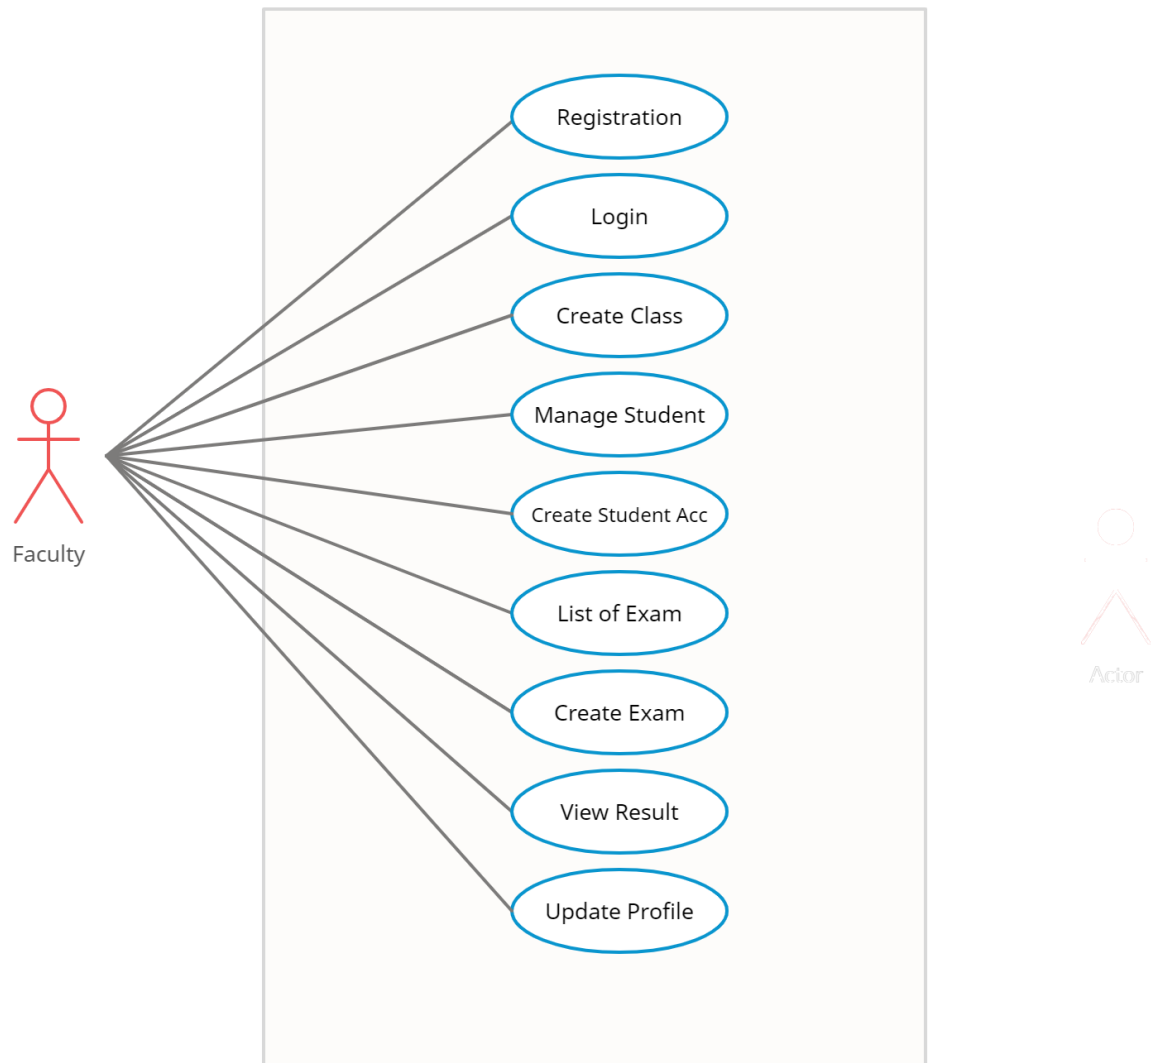 Registration
Login
Create Class
Manage Student
Create Student Acc
Faculty
List of Exam
Actor
Create Exam
View Result
Update Profile